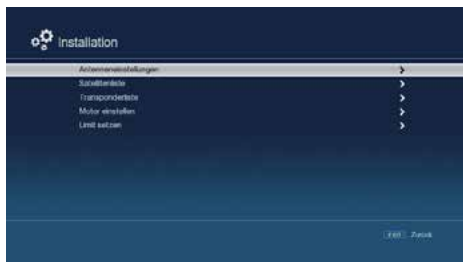 Installation
Antenneneinstellungen
Satellitenliste
Transponderliste
Motor einstellen
Limit setzen
EXIT Zurück